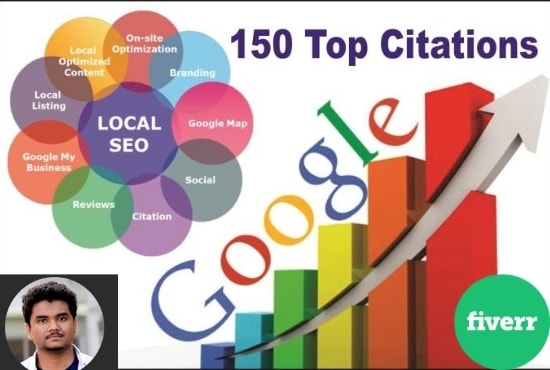 150 Top Citations
On-site
Optimization
Local
Optimized
Content
Branding
Local
Listing
LOCAL
SEO
Google Map
Google My
Business
Social
Reviews
Citation
Google
fiverr